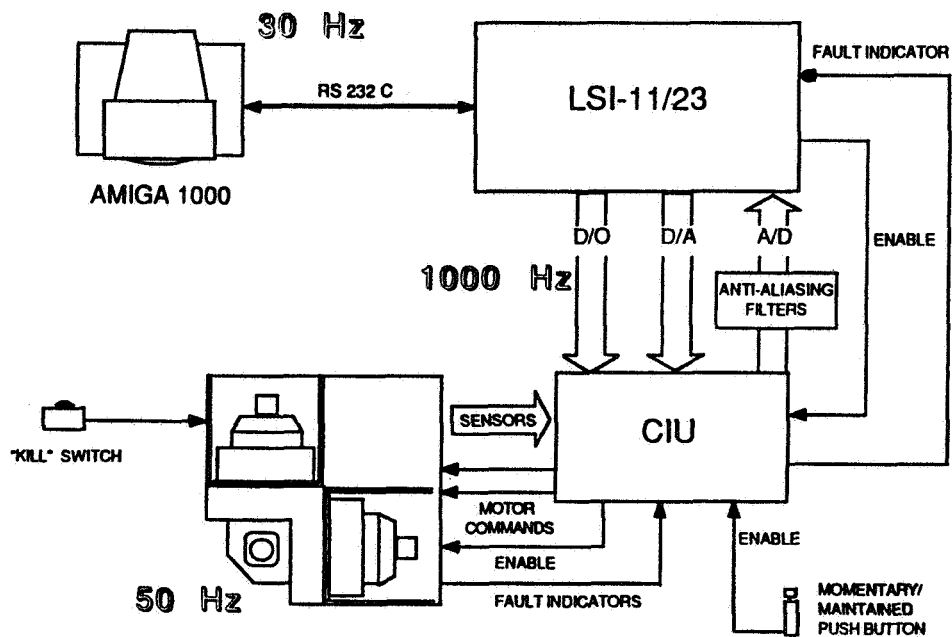 30 Hz
FAULT INDICATOR
RS 232 C
LSI-11/23
AMIGA 1000
D/O
D/A
A/D
ENABLE
1000 Hz
ANTI-ALIASING
FILTERS
SENSORS
CIU
"KILL" SWITCH
MOTOR
COMMANDS
ENABLE
ENABLE
50 Hz
FAULT INDICATORS
MOMENTARY/
MAINTAINED
PUSH BUTTON